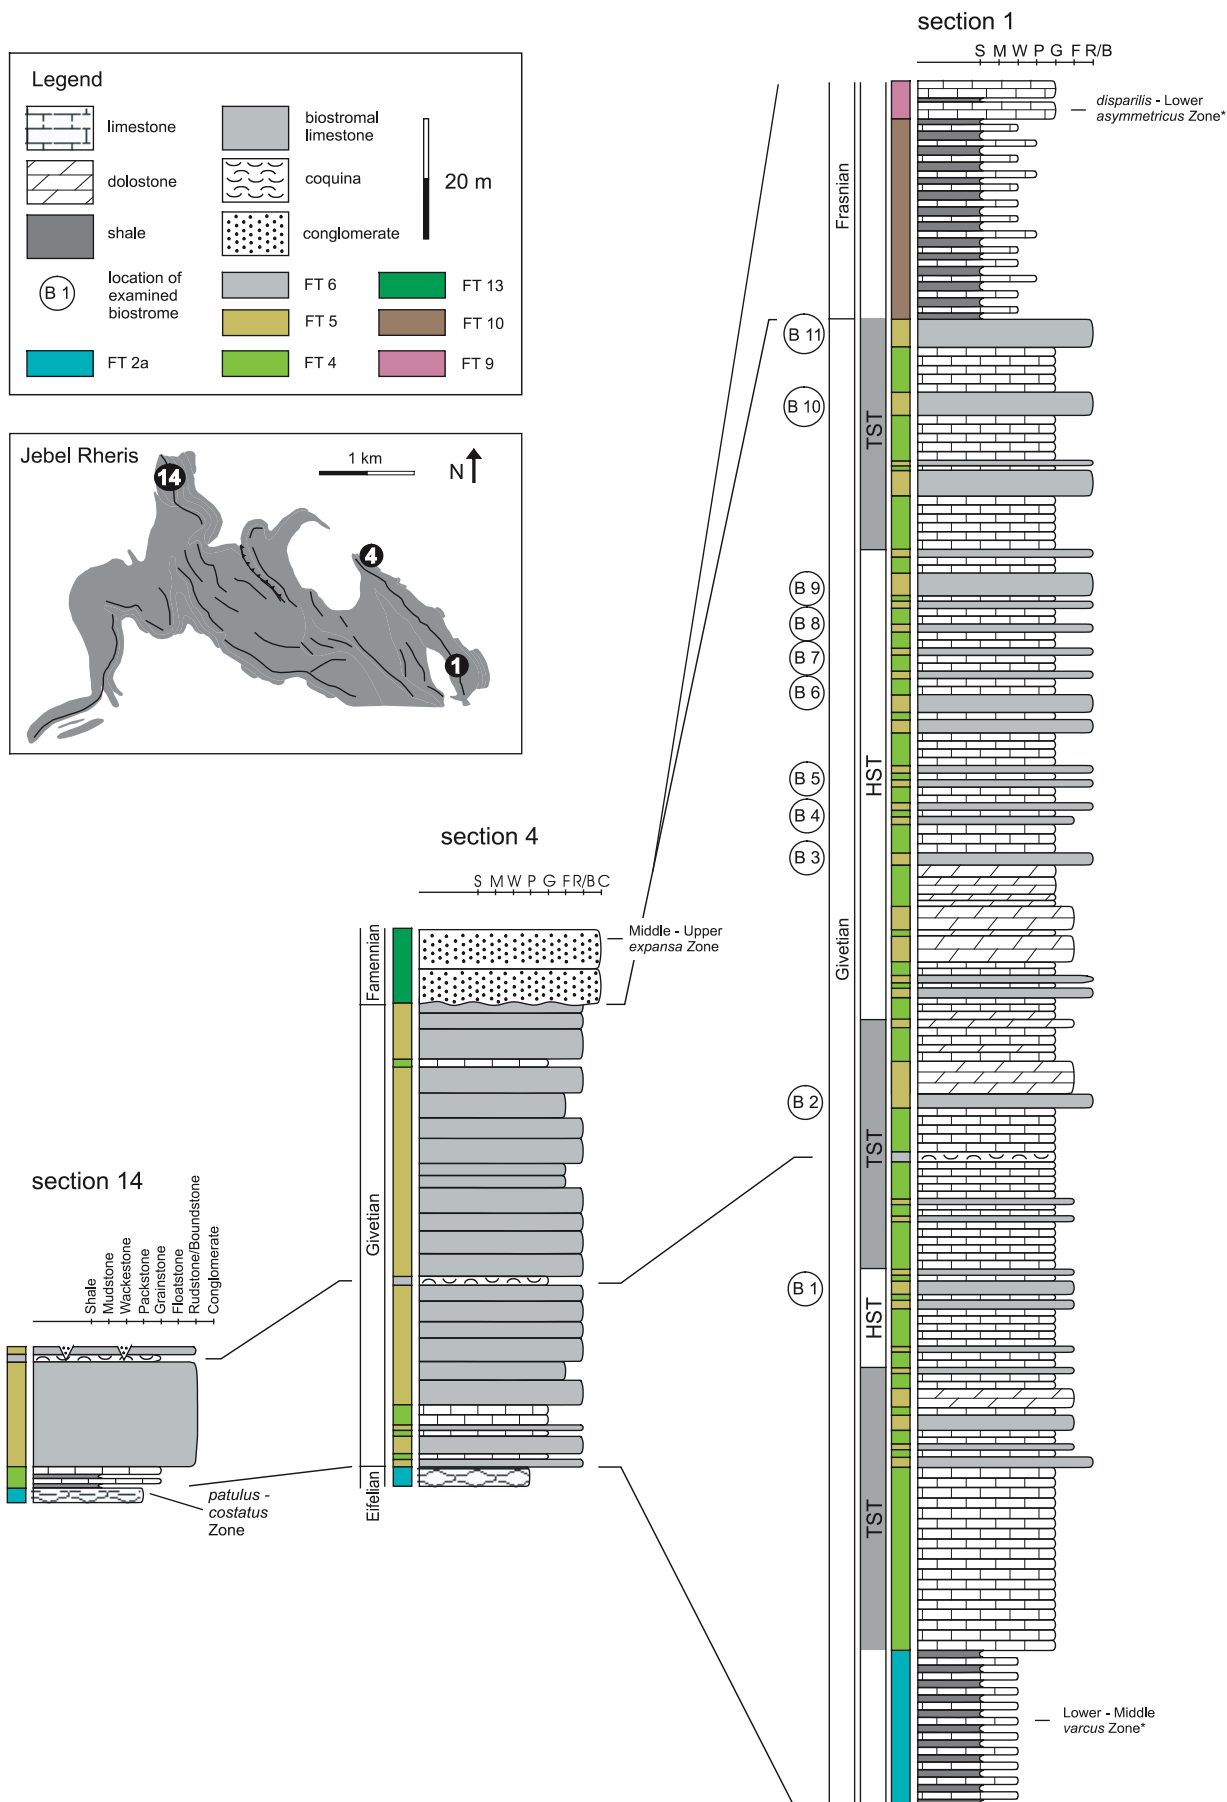 section 1
S M W P G F R/B
Legend
limestone
dolostone
shale
B 1
location of
examined
biostrome
FT 2a
biostromal
limestone
coquina
conglomerate
FT 6
FT 5
FT 4
20 m
FT 13
FT 10
FT 9
disparilis - Lower
asymmetricus Zone*
Frasnian
Givetian
TST
HST
TST
HST
TST
B 11
B 10
B 9
B 8
B 7
B 6
B 5
B 4
B 3
B 2
B 1
Lower - Middle
varcus Zone*
Jebel Rheris
1 km
N
14
4
1
section 4
S M W P G F R/B C
Famennian
Givetian
Eifelian
Middle - Upper
expansa Zone
section 14
Shale
Mudstone
Wackestone
Packstone
Grainstone
Floatstone
Rudstone/Boundstone
Conglomerate
patulus -
costatus
Zone